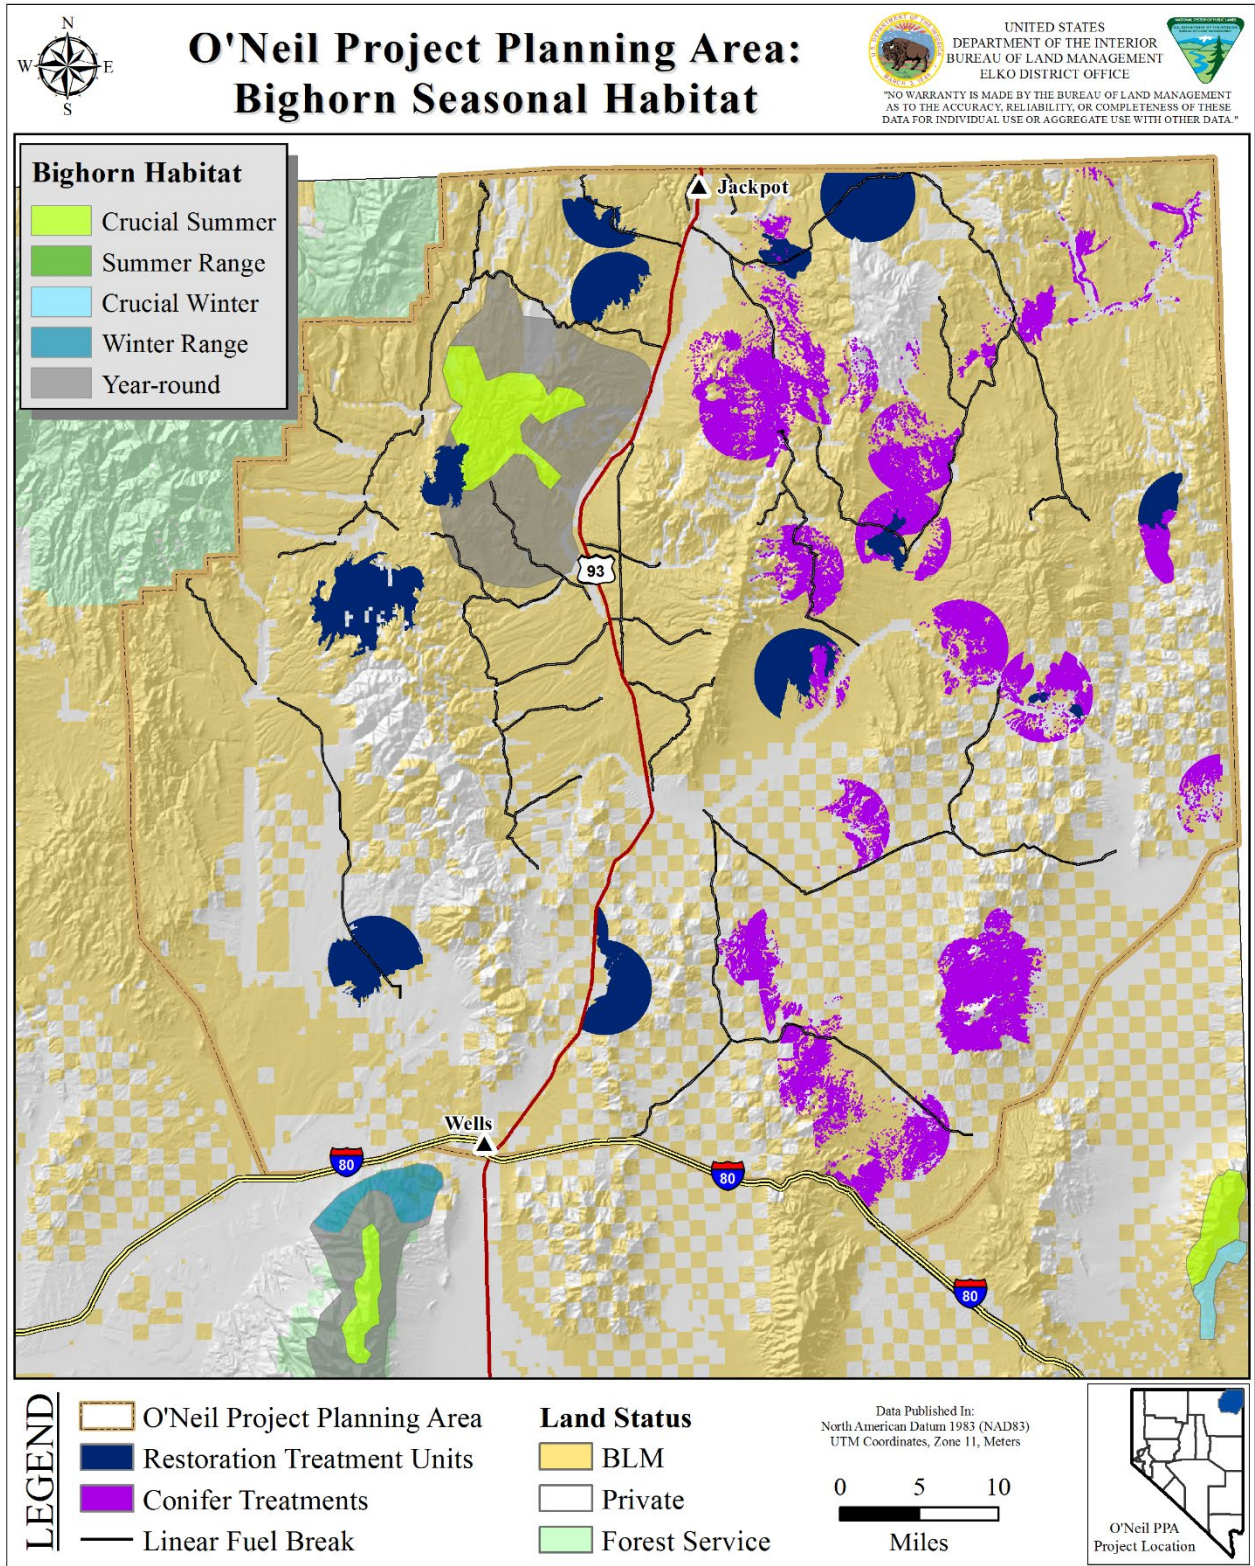 N
W
E
S
O'Neil Project Planning Area:
Bighorn Seasonal Habitat
UNITED STATES
DEPARTMENT OF THE INTERIOR
BUREAU OF LAND MANAGEMENT
ELKO DISTRICT OFFICE
"NO WARRANTY IS MADE BY THE BUREAU OF LAND MANAGEMENT
AS TO THE ACCURACY, RELIABILITY, OR COMPLETENESS OF THESE
DATA FOR INDIVIDUAL USE OR AGGREGATE USE WITH OTHER DATA."
Bighorn Habitat
Crucial Summer
Summer Range
Crucial Winter
Winter Range
Year-round
Jackpot
93
Wells
80
80
80
LEGEND
O'Neil Project Planning Area
Restoration Treatment Units
Conifer Treatments
Linear Fuel Break
Land Status
BLM
Private
Forest Service
Data Published In:
North American Datum 1983 (NAD83)
UTM Coordinates, Zone 11, Meters
0 5 10
Miles
O'Neil PPA
Project Location